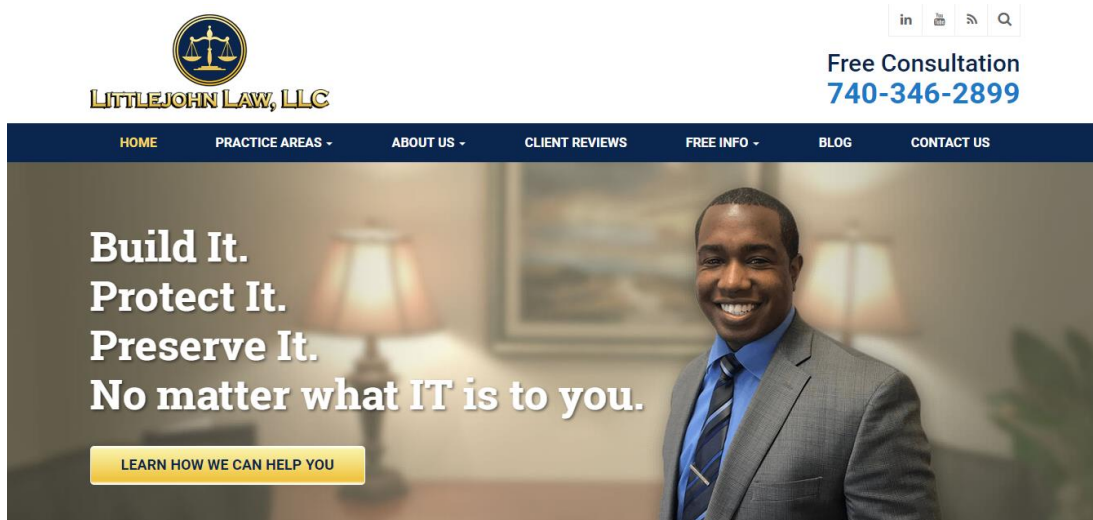 in
You
Tube
LITTLEJOHN LAW, LLC
Free Consultation
740-346-2899
HOME PRACTICE AREAS ABOUT US CLIENT REVIEWS FREE INFO BLOG CONTACT US
Build It.
Protect It.
Preserve It.
No matter what IT is to you.
LEARN HOW WE CAN HELP YOU